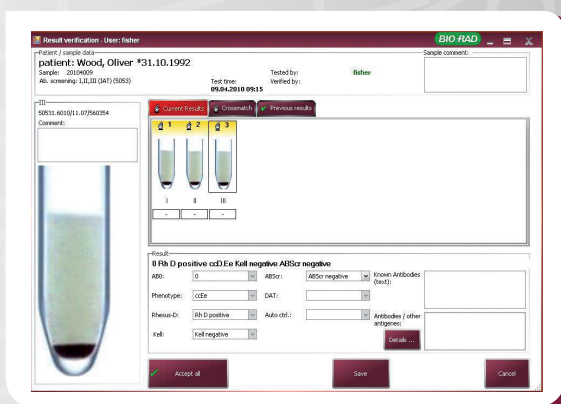 Result verification - User: fisher
BIO-RAD
Patient / sample data
patient: Wood, Oliver *31.10.1992
Sample: 20104009
Tested by:
fisher
Ab. screening: I,II,III (IAT) (5053)
Test time:
Verified by:
09.04.2010 09:15
Sample comment:
III
50531.6010/11.07/560354
Comment:
Current Results
Crossmatch
Previous results
1
2
3
I
II
III
-
-
-
Result
0 Rh D positive ccD.Ee Kell negative ABScr negative
AB0:
0
ABScr:
ABScr negative
Known Antibodies
(text):
Phenotype:
ccEe
DAT:
Rhesus-D:
Rh D positive
Auto ctrl.:
Antibodies / other
antigenes:
Kell:
Kell negative
Details ...
Accept all
Save
Cancel